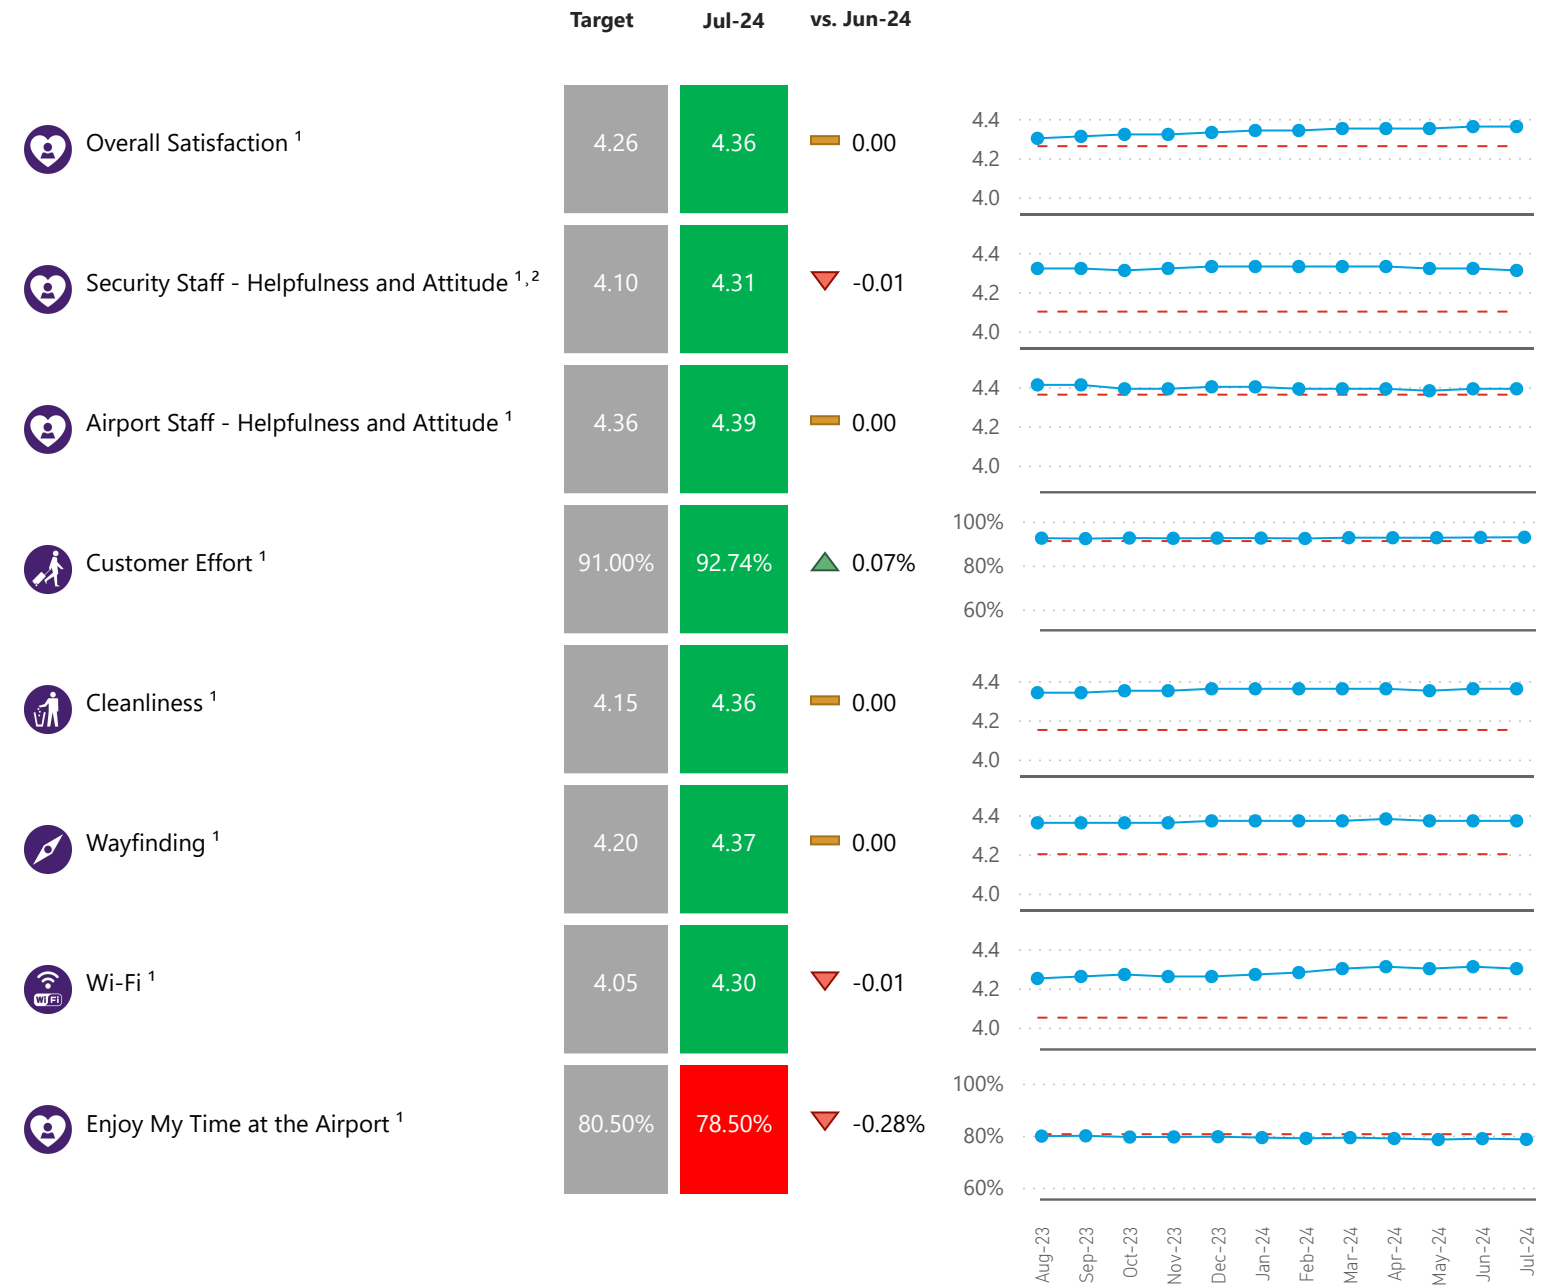 Target Jul-24 vs. Jun-24
Overall Satisfaction ¹ 4.26 4.36 0.00
4.4
4.2
4.0
Security Staff - Helpfulness and Attitude ¹,² 4.10 4.31 -0.01
4.4
4.2
4.0
Airport Staff - Helpfulness and Attitude ¹ 4.36 4.39 0.00
4.4
4.2
4.0
Customer Effort ¹ 91.00% 92.74% 0.07%
100%
80%
60%
Cleanliness ¹ 4.15 4.36 0.00
4.4
4.2
4.0
Wayfinding ¹ 4.20 4.37 0.00
4.4
4.2
4.0
WiFi
Wi-Fi ¹ 4.05 4.30 -0.01
4.4
4.2
4.0
Enjoy My Time at the Airport ¹ 80.50% 78.50% -0.28%
100%
80%
60%
Aug-23 Sep-23 Oct-23 Nov-23 Dec-23 Jan-24 Feb-24 Mar-24 Apr-24 May-24 Jun-24 Jul-24